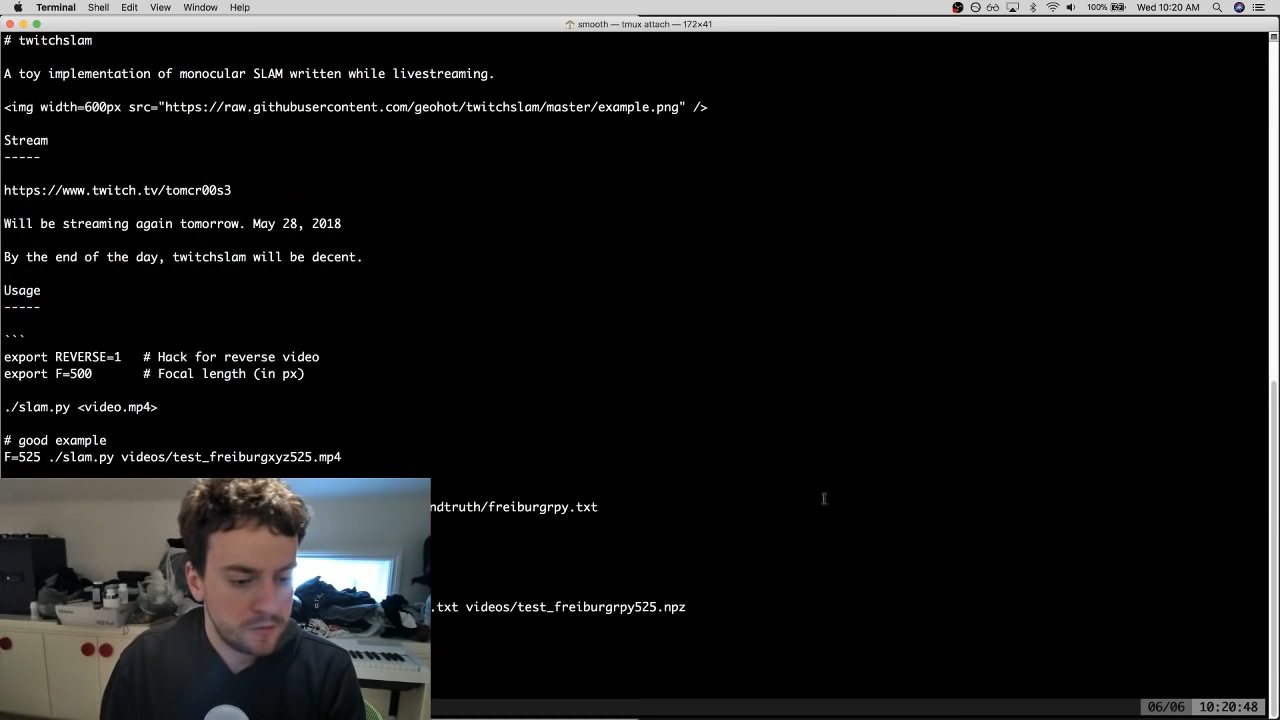 Terminal Shell Edit View Window Help 100% Wed 10:20 AM
smooth — tmux attach — 172×41
# twitchslam
A toy implementation of monocular SLAM written while livestreaming.
<img width=600px src="https://raw.githubusercontent.com/geohot/twitchslam/master/example.png" />
Stream
-----
https://www.twitch.tv/tomcr00s3
Will be streaming again tomorrow. May 28, 2018
By the end of the day, twitchslam will be decent.
Usage
-----
```
export REVERSE=1   # Hack for reverse video
export F=500      # Focal length (in px)
./slam.py <video.mp4>
# good example
F=525 ./slam.py videos/test_freiburgxyz525.mp4
ndtruth/freiburgrpy.txt
.txt videos/test_freiburgrpy525.npz
06/06 10:20:48